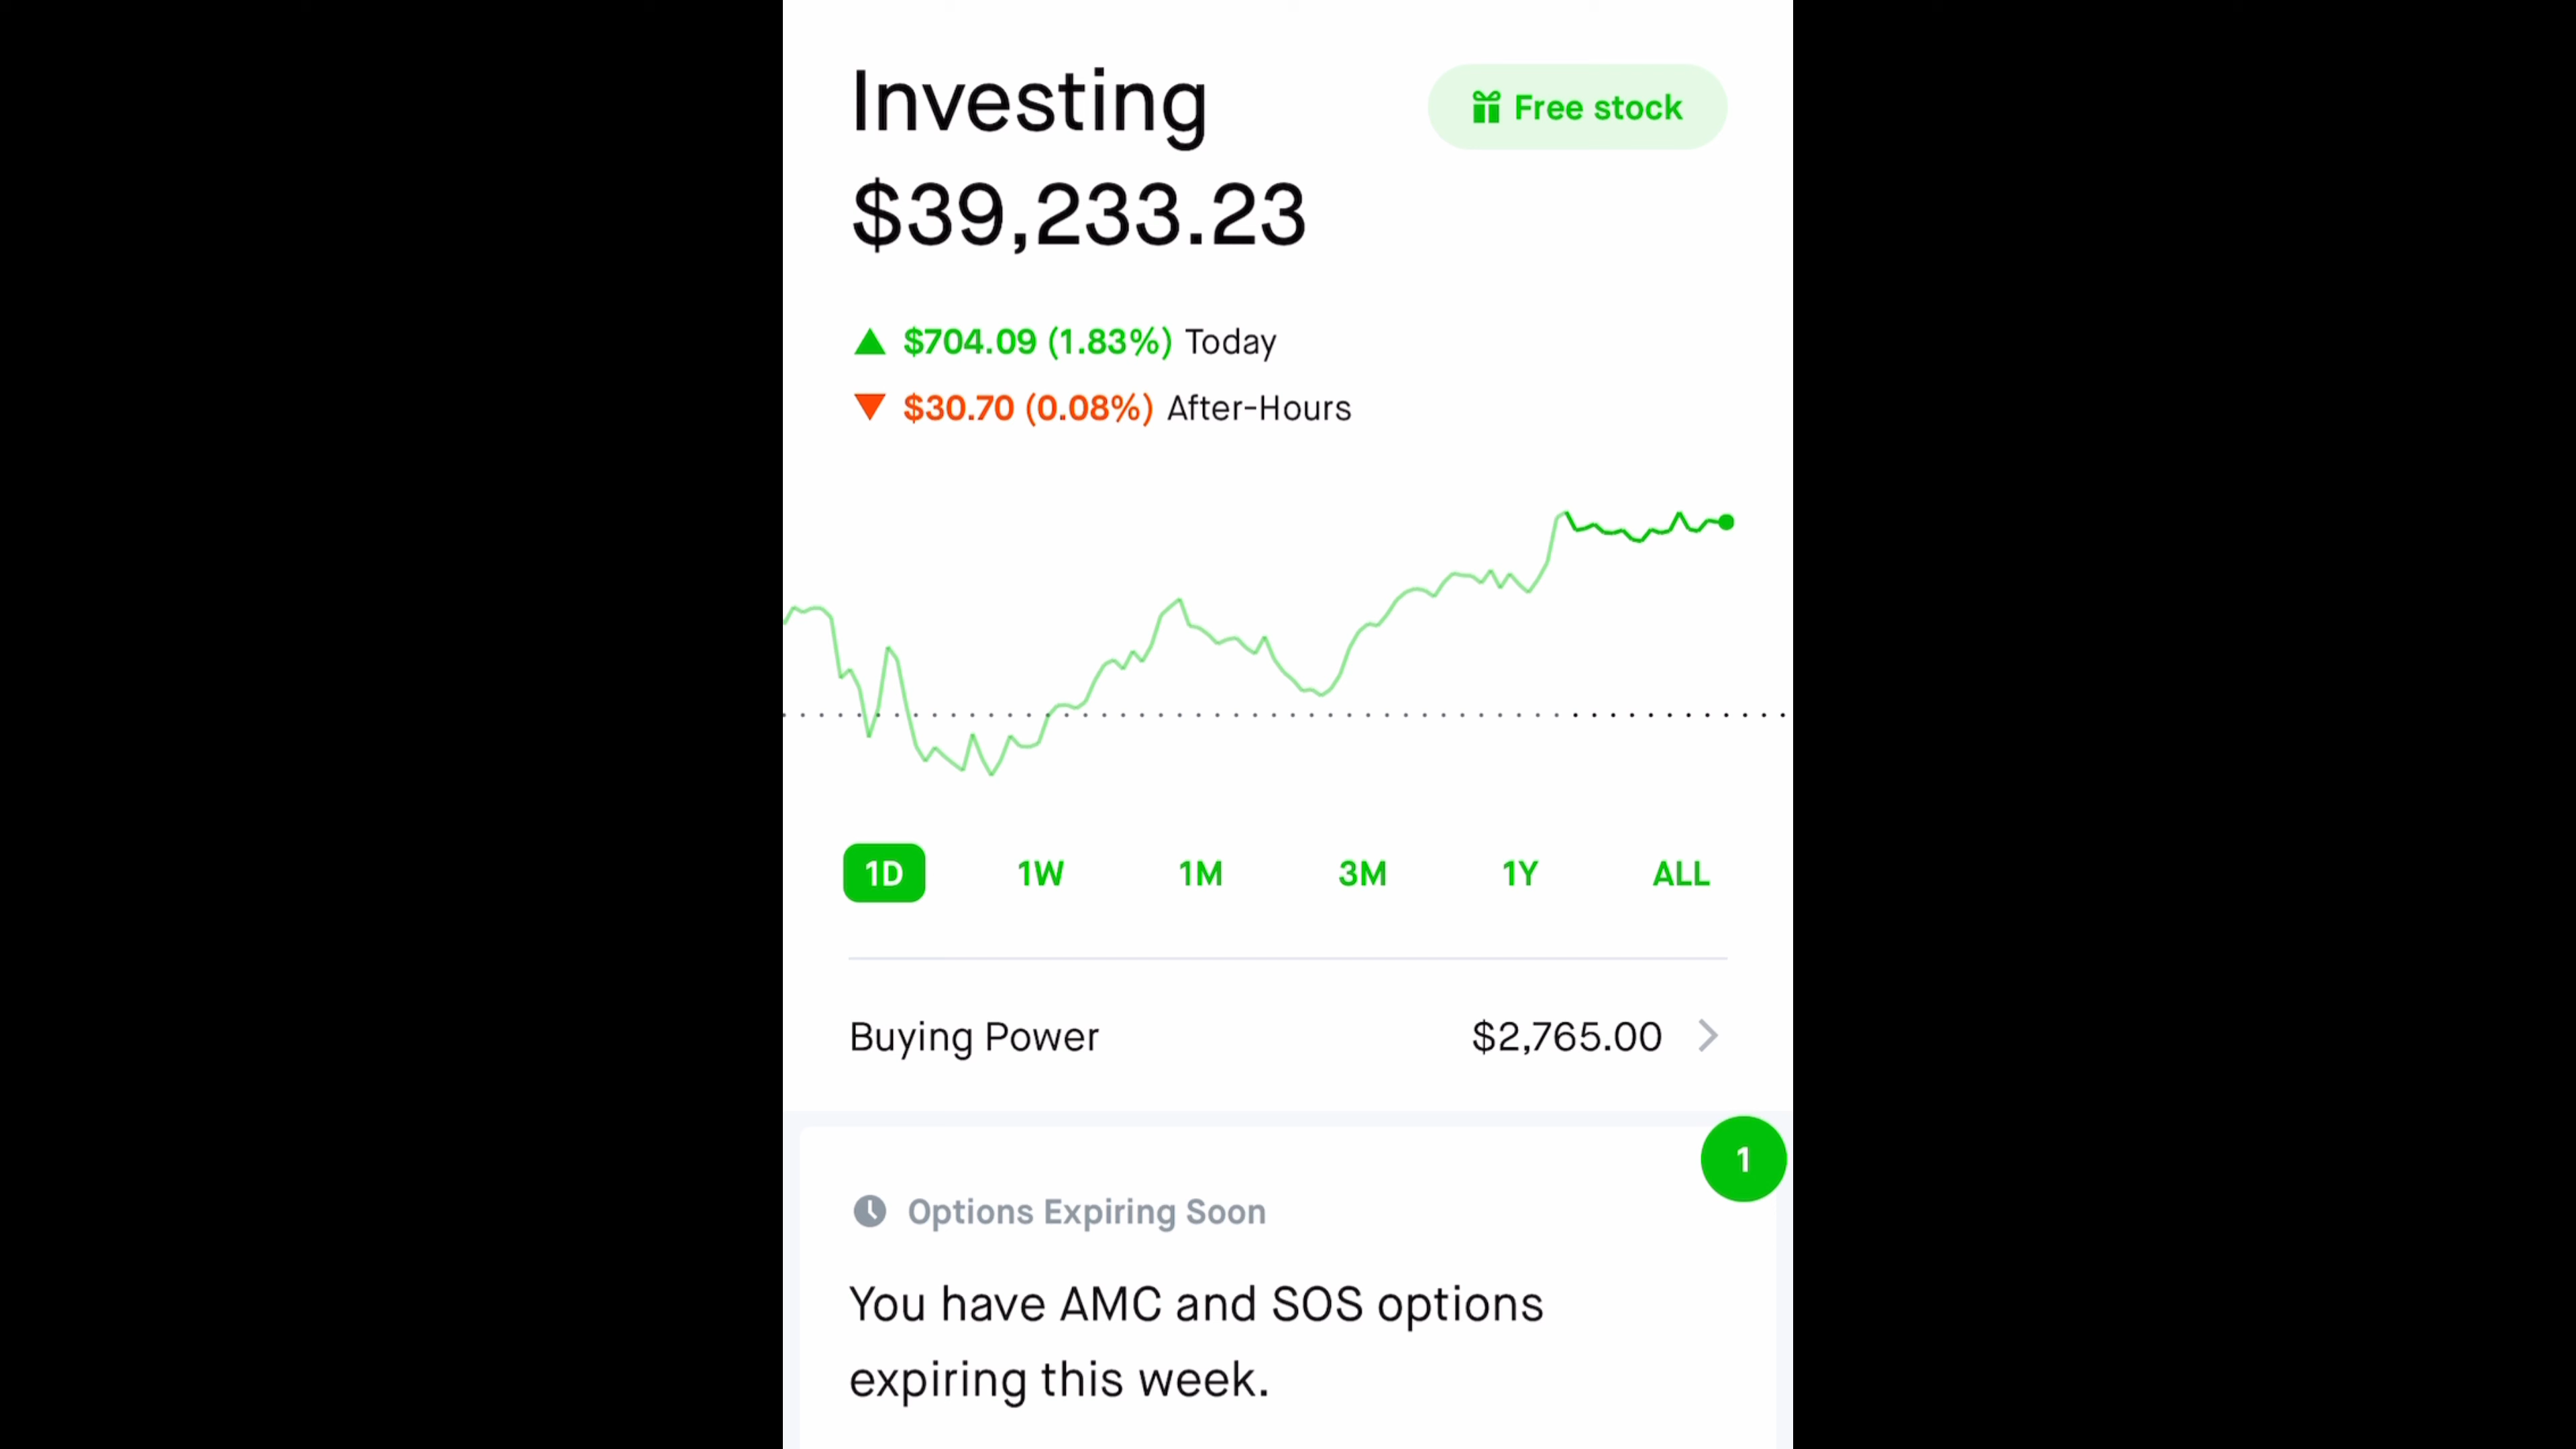 Investing
Free stock
$39,233.23
$704.09 (1.83%) Today
$30.70 (0.08%) After-Hours
1D 1W 1M 3M 1Y ALL
Buying Power $2,765.00
1
Options Expiring Soon
You have AMC and SOS options
expiring this week.